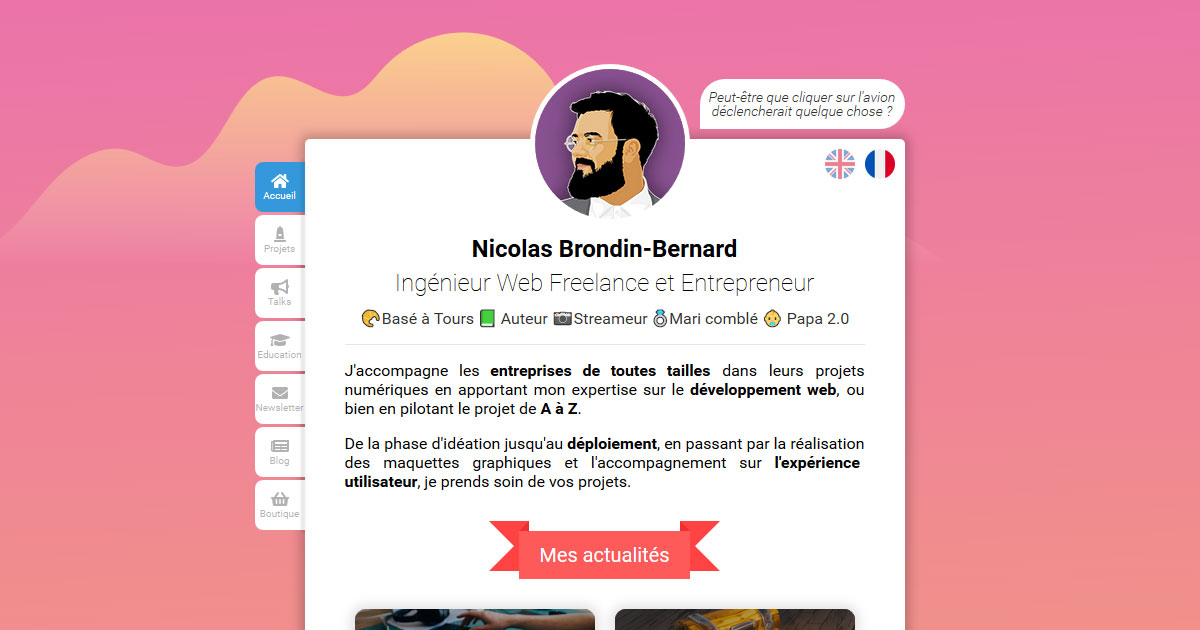 Peut-être que cliquer sur l'avion
déclencherait quelque chose ?
Accueil
Projets
Talks
Education
Newsletter
Blog
Boutique
Nicolas Brondin-Bernard
Ingénieur Web Freelance et Entrepreneur
Basé à Tours Auteur Streameur Mari comblé Papa 2.0
J'accompagne les entreprises de toutes tailles dans leurs projets
numériques en apportant mon expertise sur le développement web, ou
bien en pilotant le projet de A à Z.
De la phase d'idéation jusqu'au déploiement, en passant par la réalisation
des maquettes graphiques et l'accompagnement sur l'expérience
utilisateur, je prends soin de vos projets.
Mes actualités